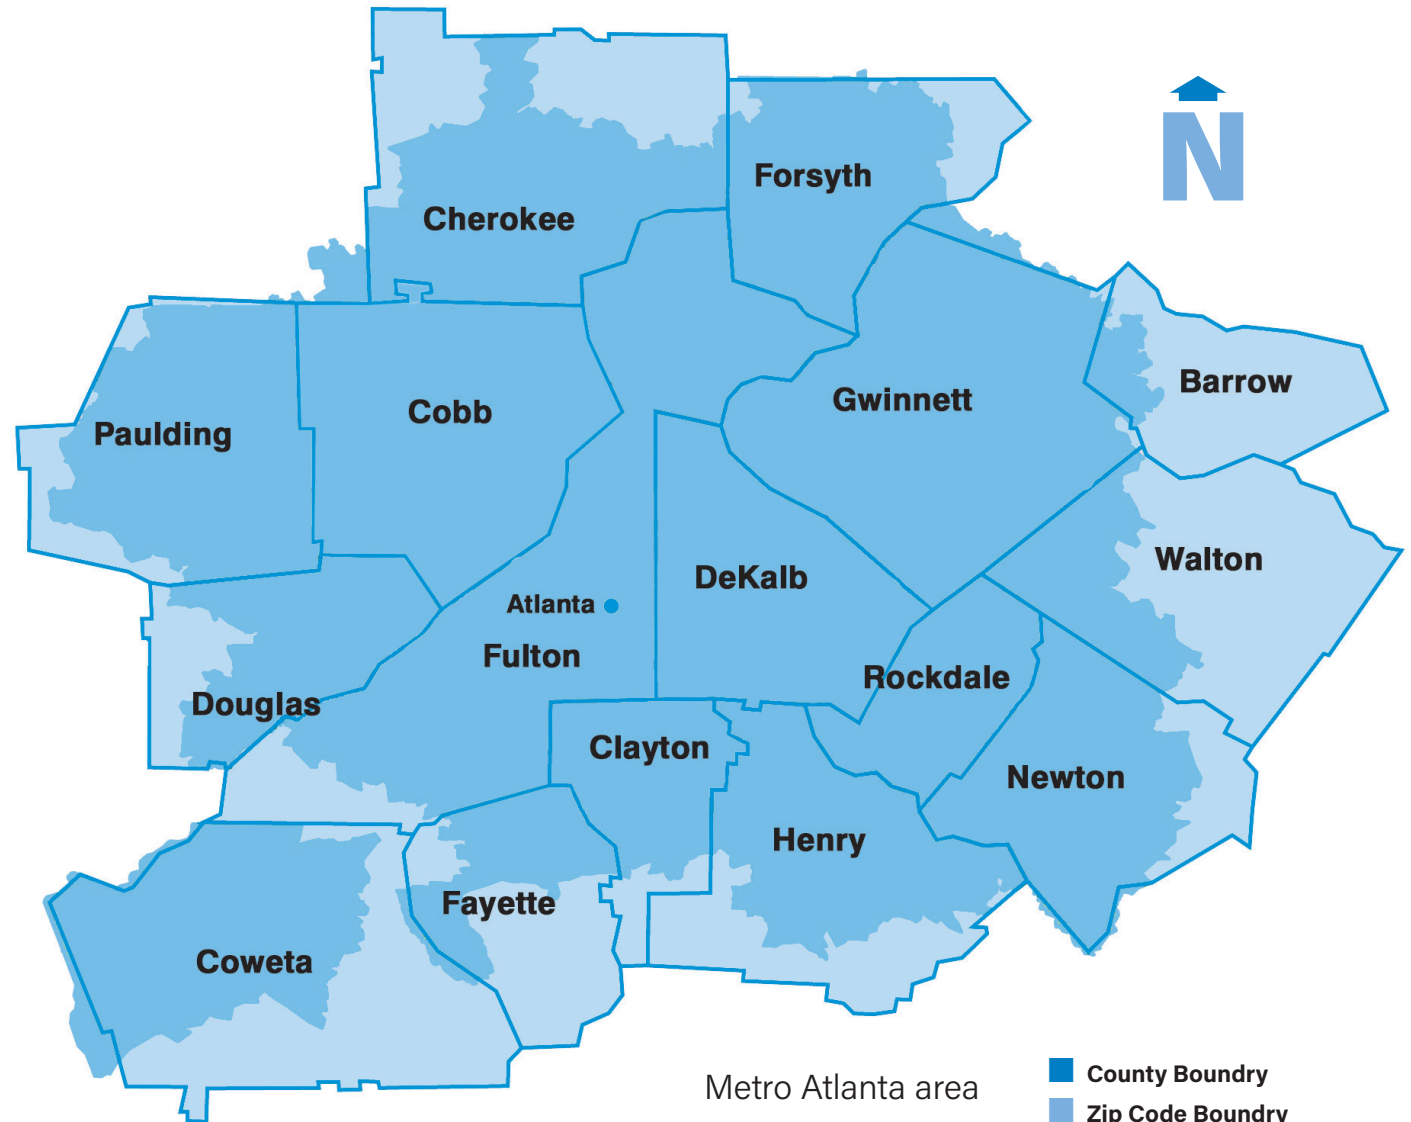 N
Forsyth
Cherokee
Barrow
Gwinnett
Cobb
Paulding
Walton
DeKalb
Atlanta
Fulton
Rockdale
Douglas
Clayton
Newton
Henry
Fayette
Coweta
Metro Atlanta area
County Boundry
Zip Code Boundry